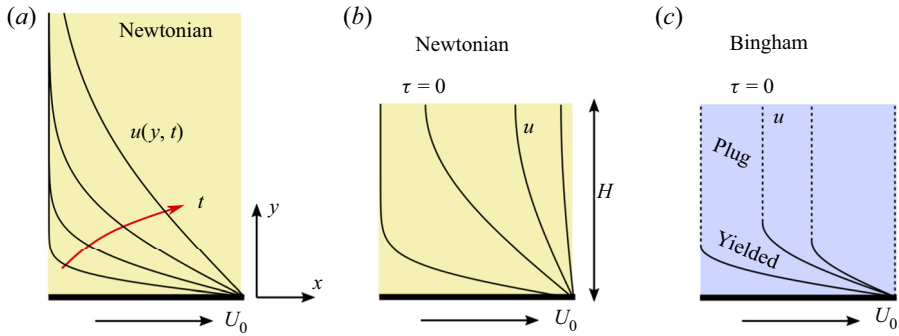 (a)
Newtonian
u(y, t)
t
y
x
U₀
(b)
Newtonian
τ = 0
u
H
U₀
(c)
Bingham
τ = 0
u
Plug
Yielded
U₀